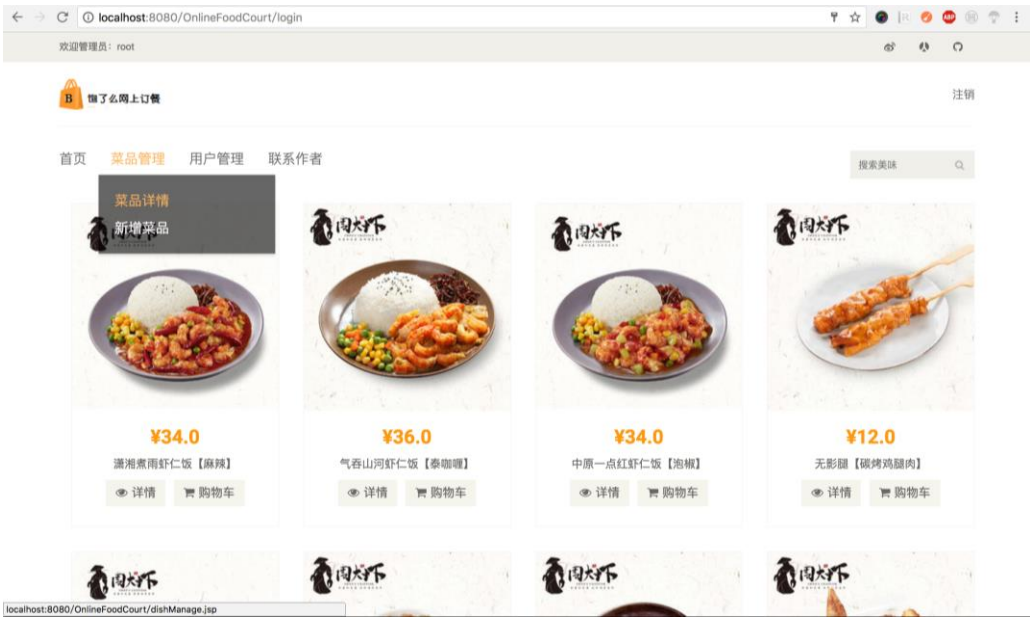 localhost:8080/OnlineFoodCourt/login
欢迎管理员：root
B
饱了么网上订餐
注销
首页 菜品管理 用户管理 联系作者
搜索美味
菜品详情
新增菜品
¥34.0 ¥36.0 ¥34.0 ¥12.0
潇湘煮雨虾仁饭【麻辣】 气吞山河虾仁饭【泰咖喱】 中原一点红虾仁饭【泡椒】 无影腿【碳烤鸡腿肉】
详情 购物车 详情 购物车 详情 购物车 详情 购物车
localhost:8080/OnlineFoodCourt/dishManage.jsp